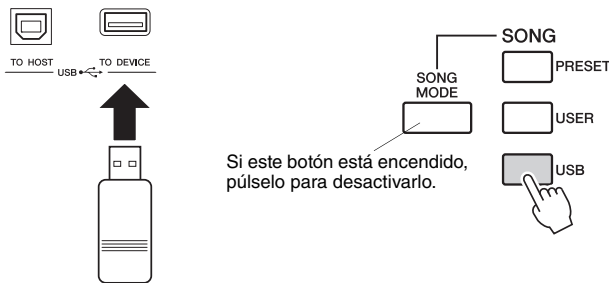 TO HOST
USB
TO DEVICE
SONG
SONG
MODE
PRESET
USER
USB
Si este botón está encendido,
púlselo para desactivarlo.